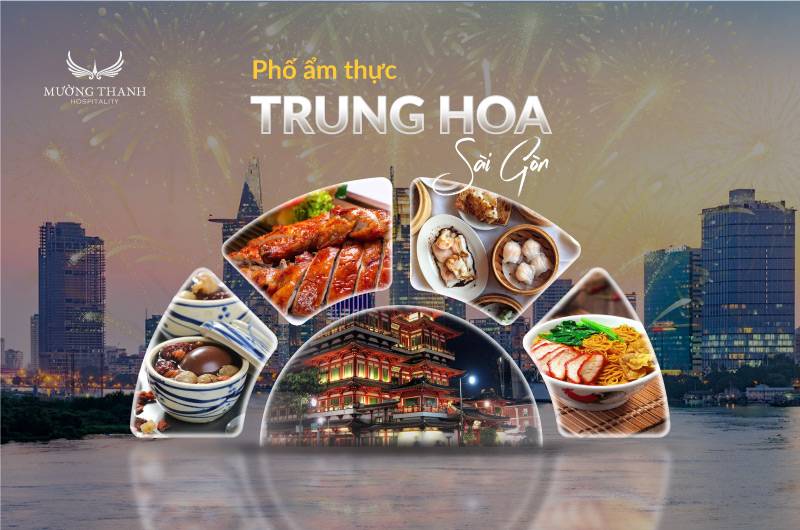 MƯỜNG THANH
HOSPITALITY
Phố ẩm thực
TRUNG HOA
Sài Gòn